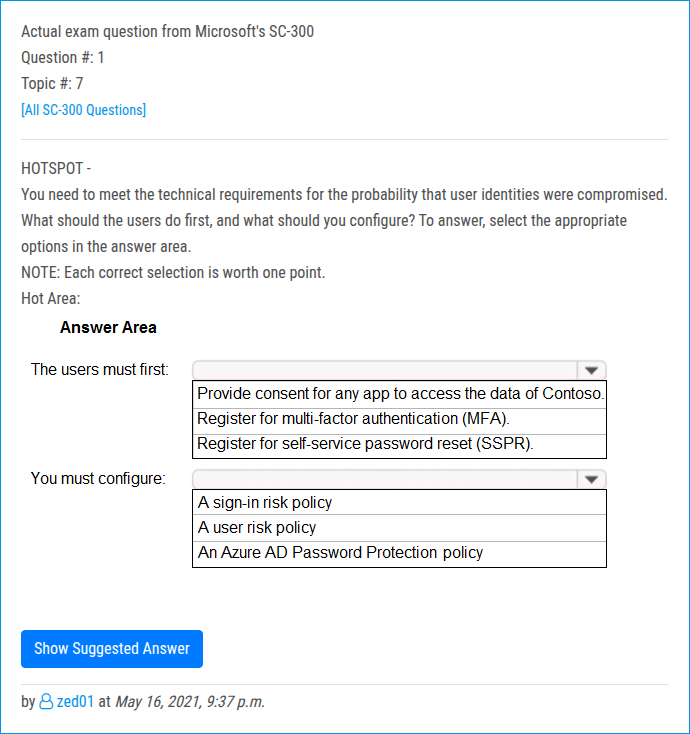 Actual exam question from Microsoft's SC-300
Question #: 1
Topic #: 7
[All SC-300 Questions]
HOTSPOT -
You need to meet the technical requirements for the probability that user identities were compromised.
What should the users do first, and what should you configure? To answer, select the appropriate
options in the answer area.
NOTE: Each correct selection is worth one point.
Hot Area:
Answer Area
The users must first:
Provide consent for any app to access the data of Contoso.
Register for multi-factor authentication (MFA).
Register for self-service password reset (SSPR).
You must configure:
A sign-in risk policy
A user risk policy
An Azure AD Password Protection policy
Show Suggested Answer
by zed01 at May 16, 2021, 9:37 p.m.